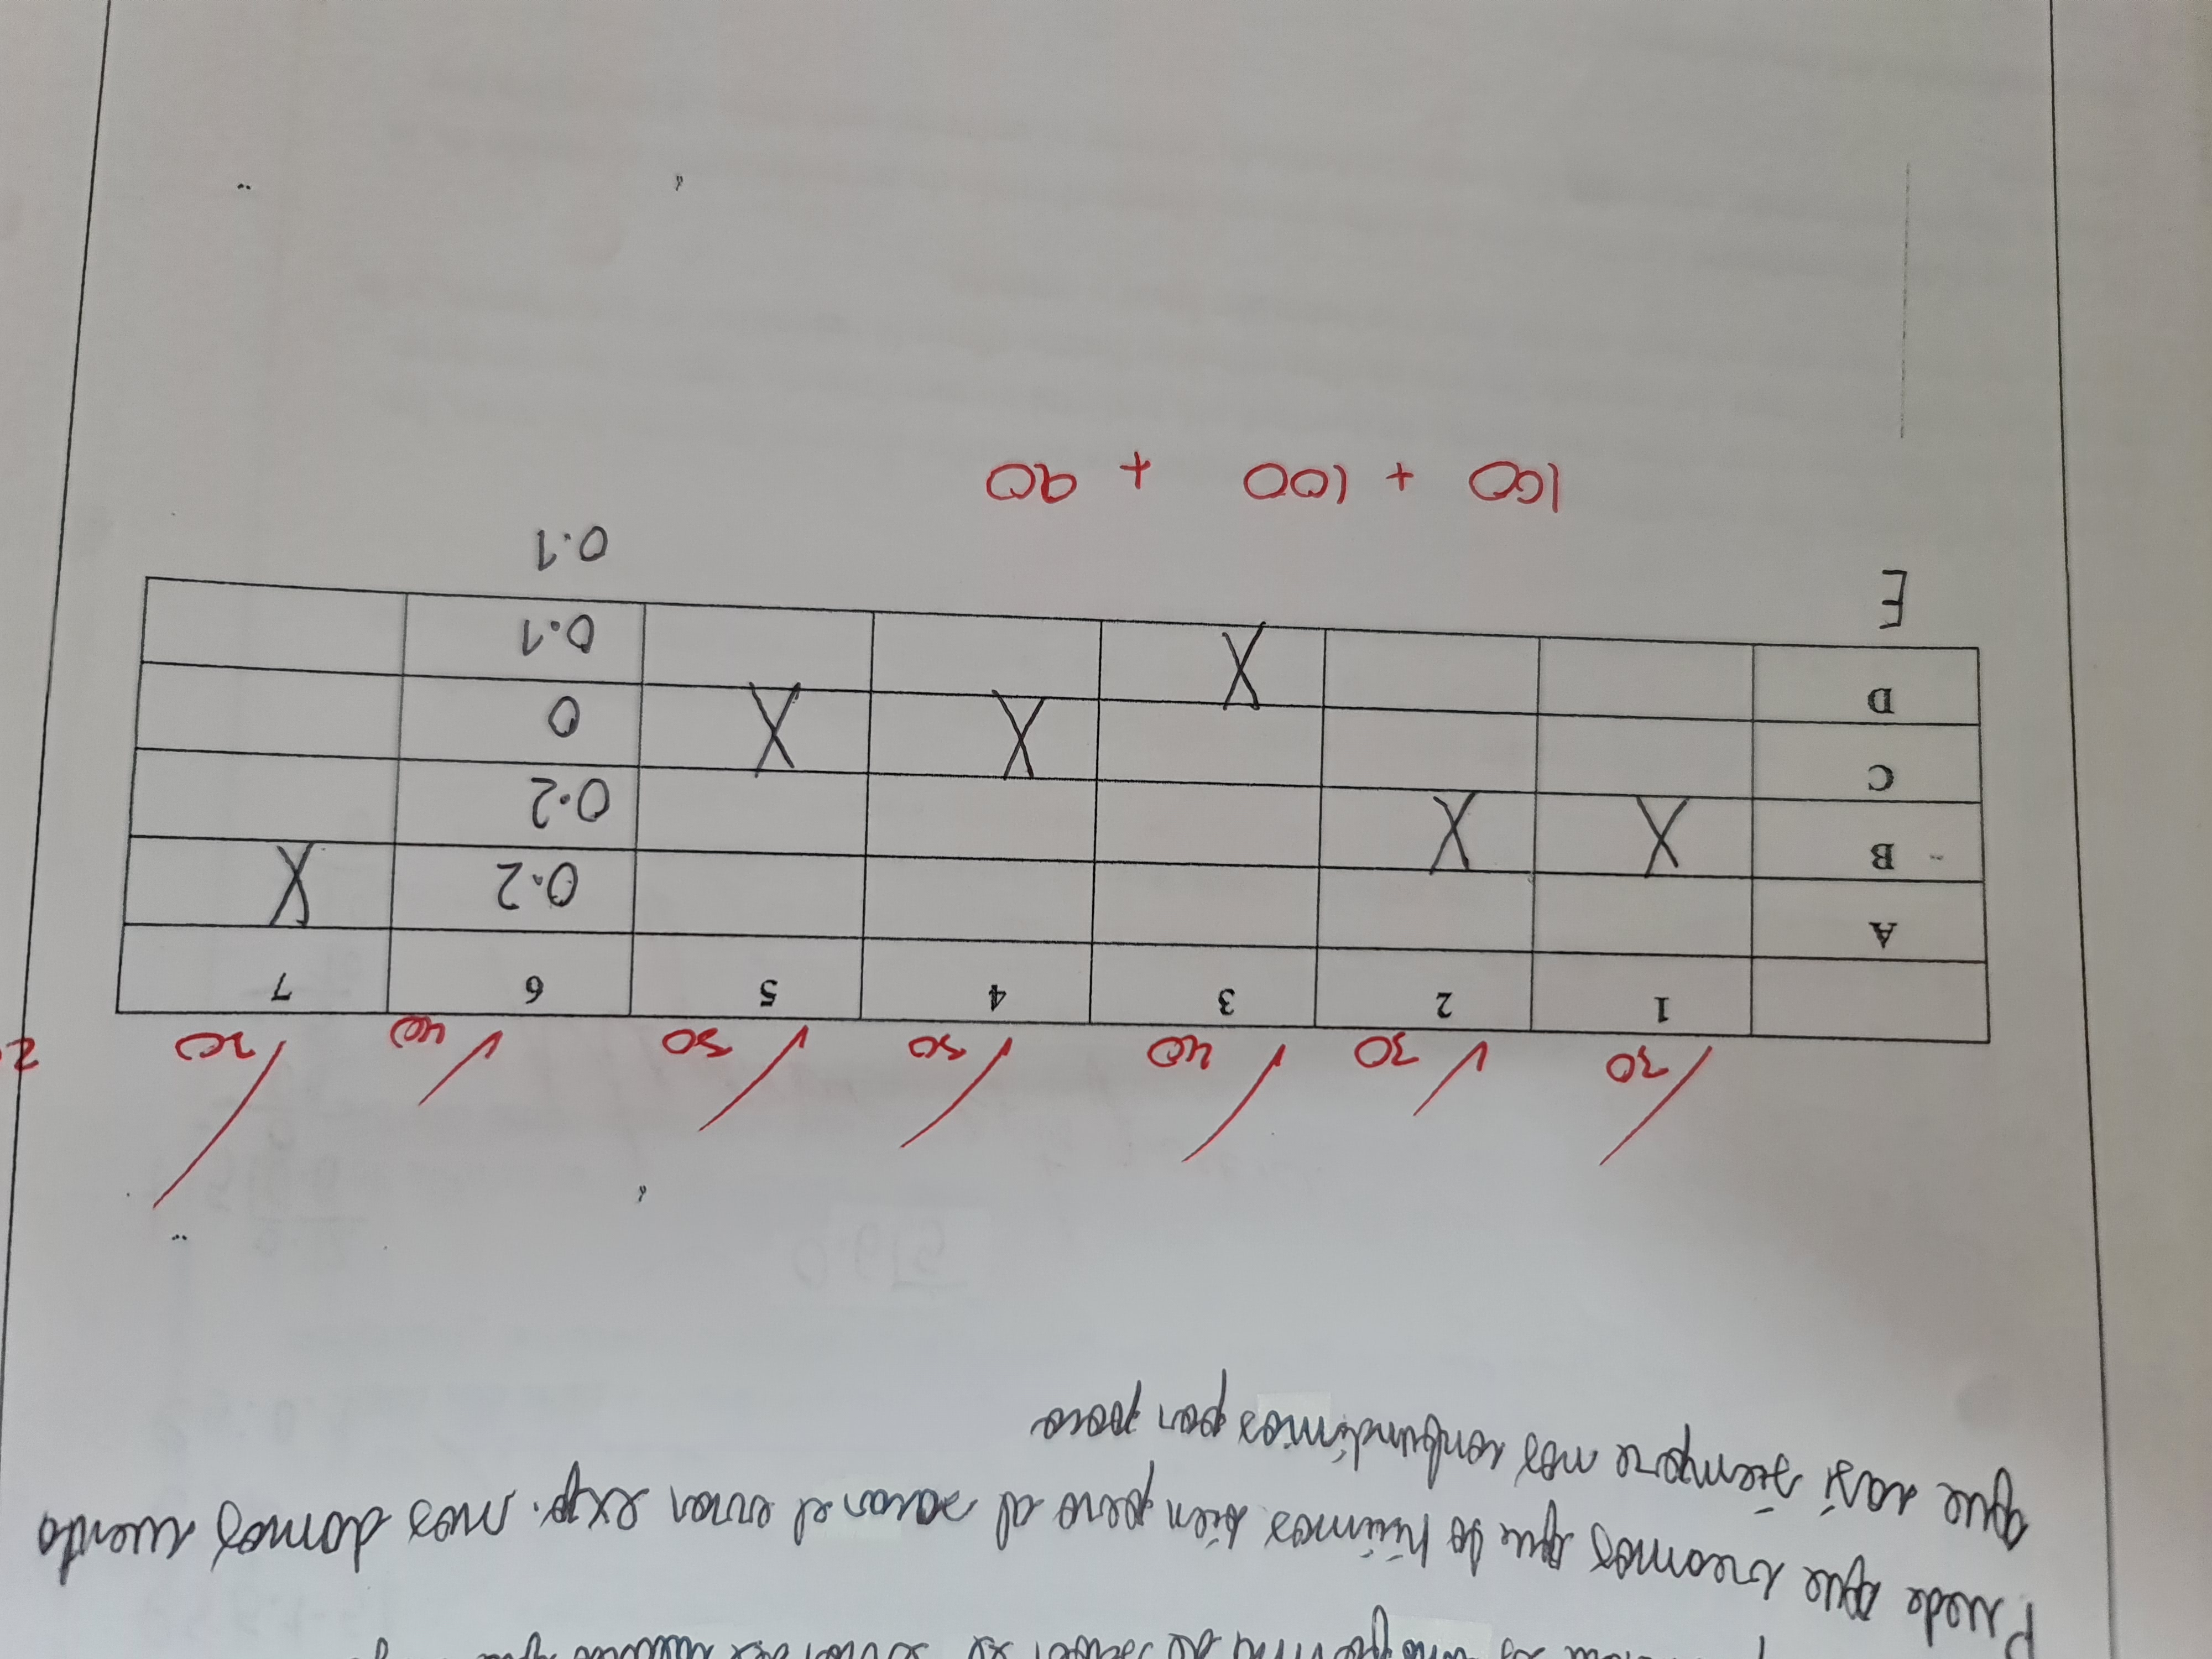 Puede que creamos que lo hicimos bien pero al sacar el error exp. nos damos cuenta
que casi siempre nos confundimos por poco
30 30 40 30 30 40 20
1 2 3 4 5 6 7
A 0.2 X
B X X 0.2
C X X 0
D X 0.1
E 0.1
100 + 100 + 90